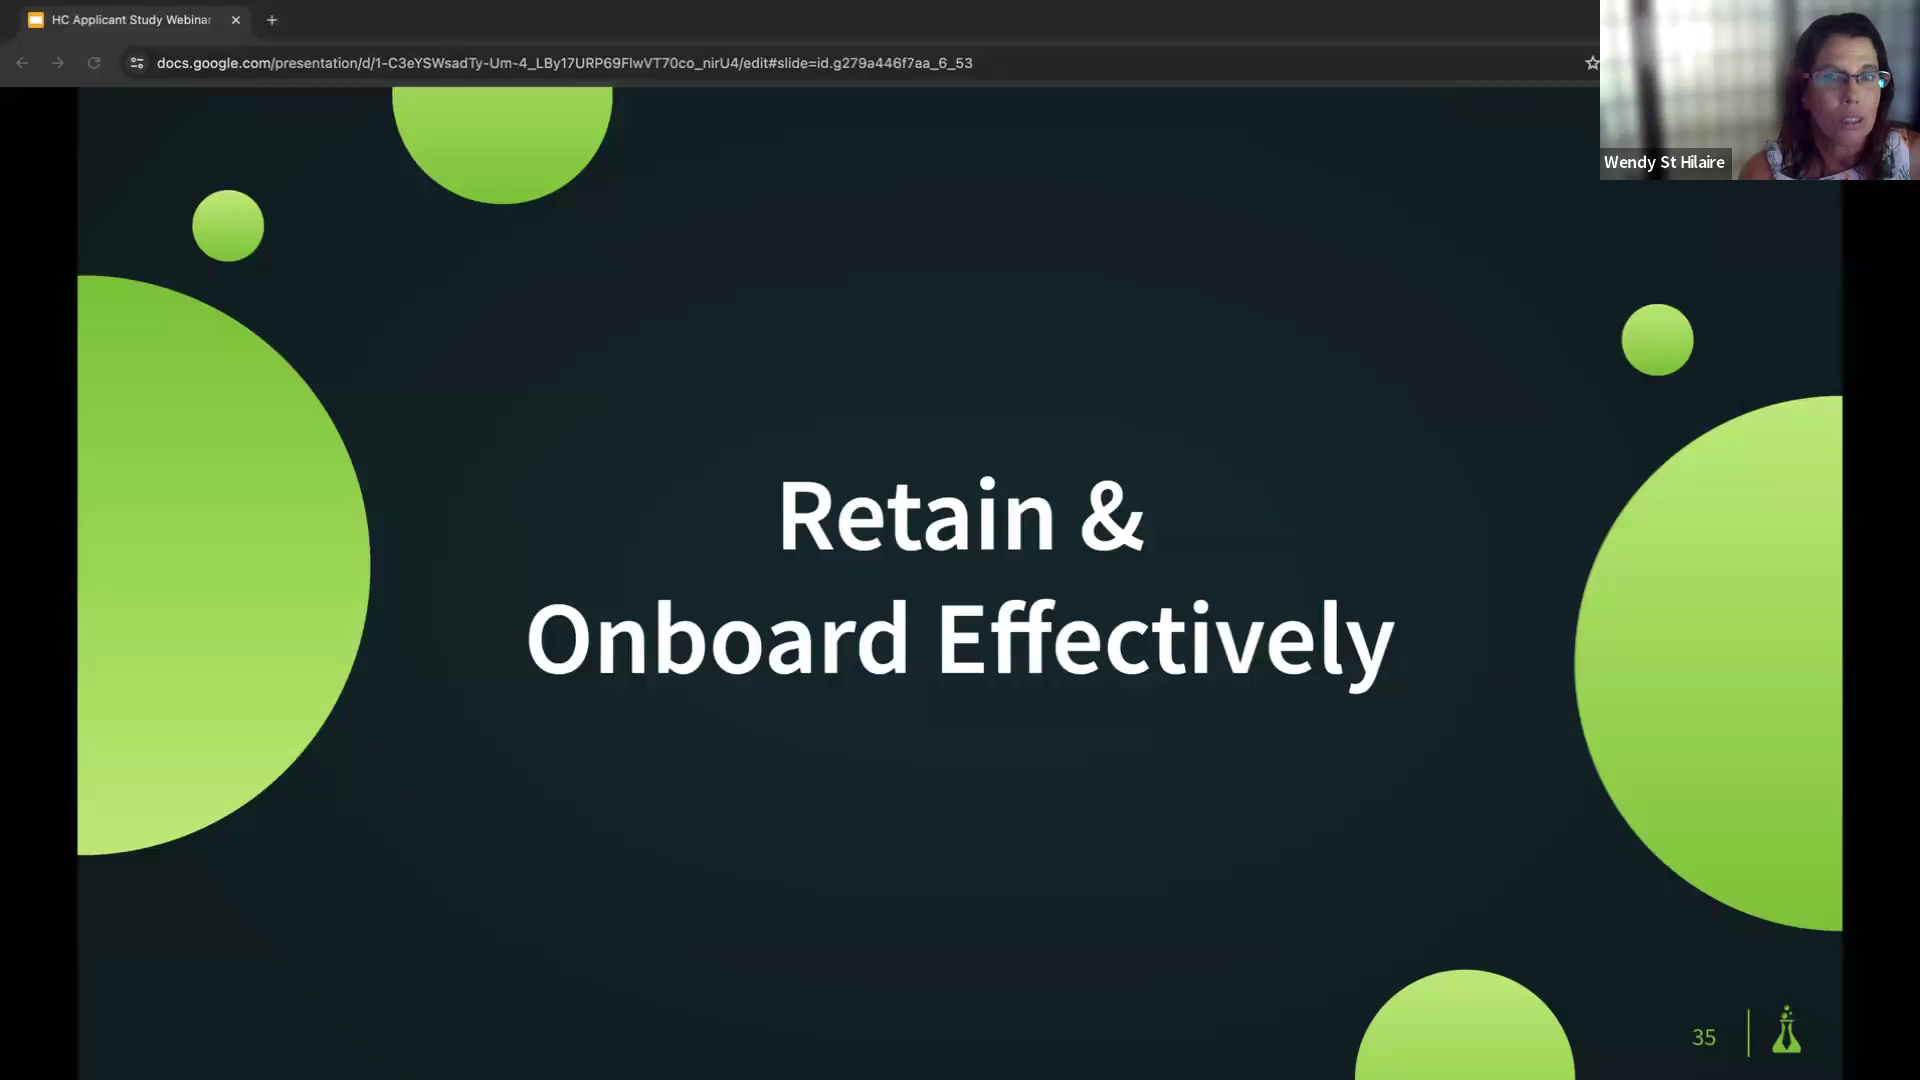 HC Applicant Study Webinar
docs.google.com/presentation/d/1-C3eYSWsadTy-Um-4_LBy17URP69FlwVT70co_nirU4/edit#slide=id.g279a446f7aa_6_53
Wendy St Hilaire
Retain &
Onboard Effectively
35